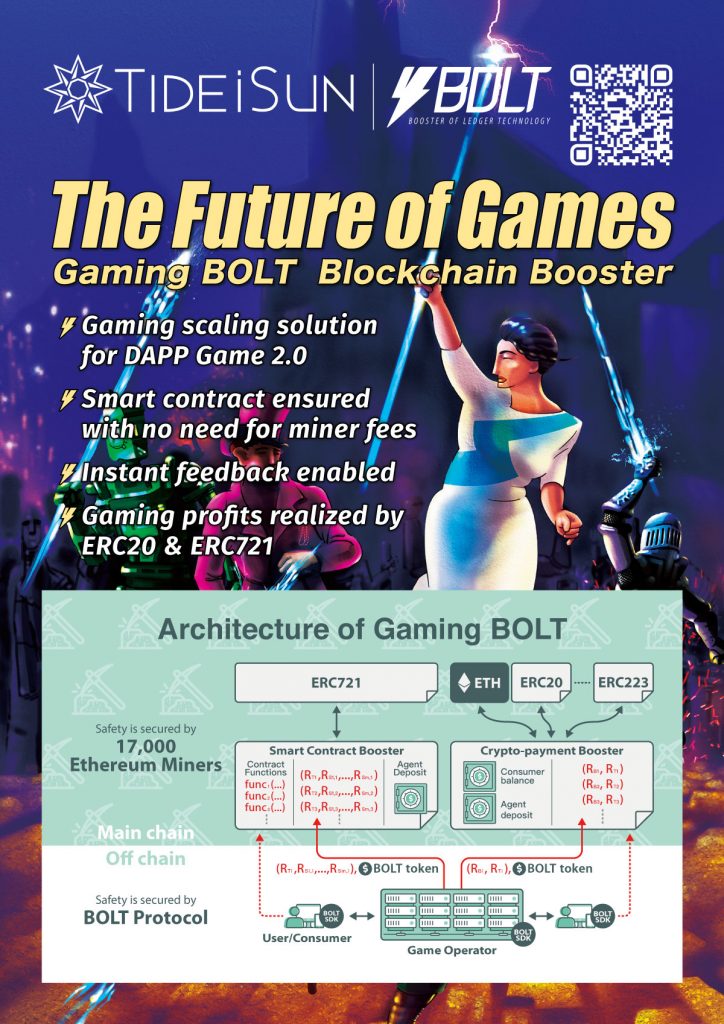 TIDEiSUN
BOLT
BOOSTER OF LEDGER TECHNOLOGY
The Future of Games
Gaming BOLT Blockchain Booster
Gaming scaling solution
for DAPP Game 2.0
Smart contract ensured
with no need for miner fees
Instant feedback enabled
Gaming profits realized by
ERC20 & ERC721
Architecture of Gaming BOLT
ERC721
ETH
ERC20
ERC223
Safety is secured by
17,000
Ethereum Miners
Smart Contract Booster
Contract
Functions
func₁(...)
func₂(...)
func₃(...)
Agent
Deposit
Crypto-payment Booster
Consumer
balance
Agent
deposit
Main chain
Off chain
BOLT token
BOLT token
Safety is secured by
BOLT Protocol
User/Consumer
BOLT
SDK
Game Operator
BOLT
SDK
BOLT
SDK